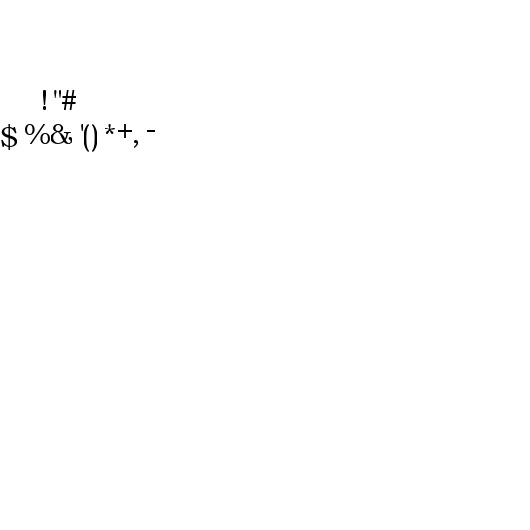 ! "#
$ %& '() *+, -